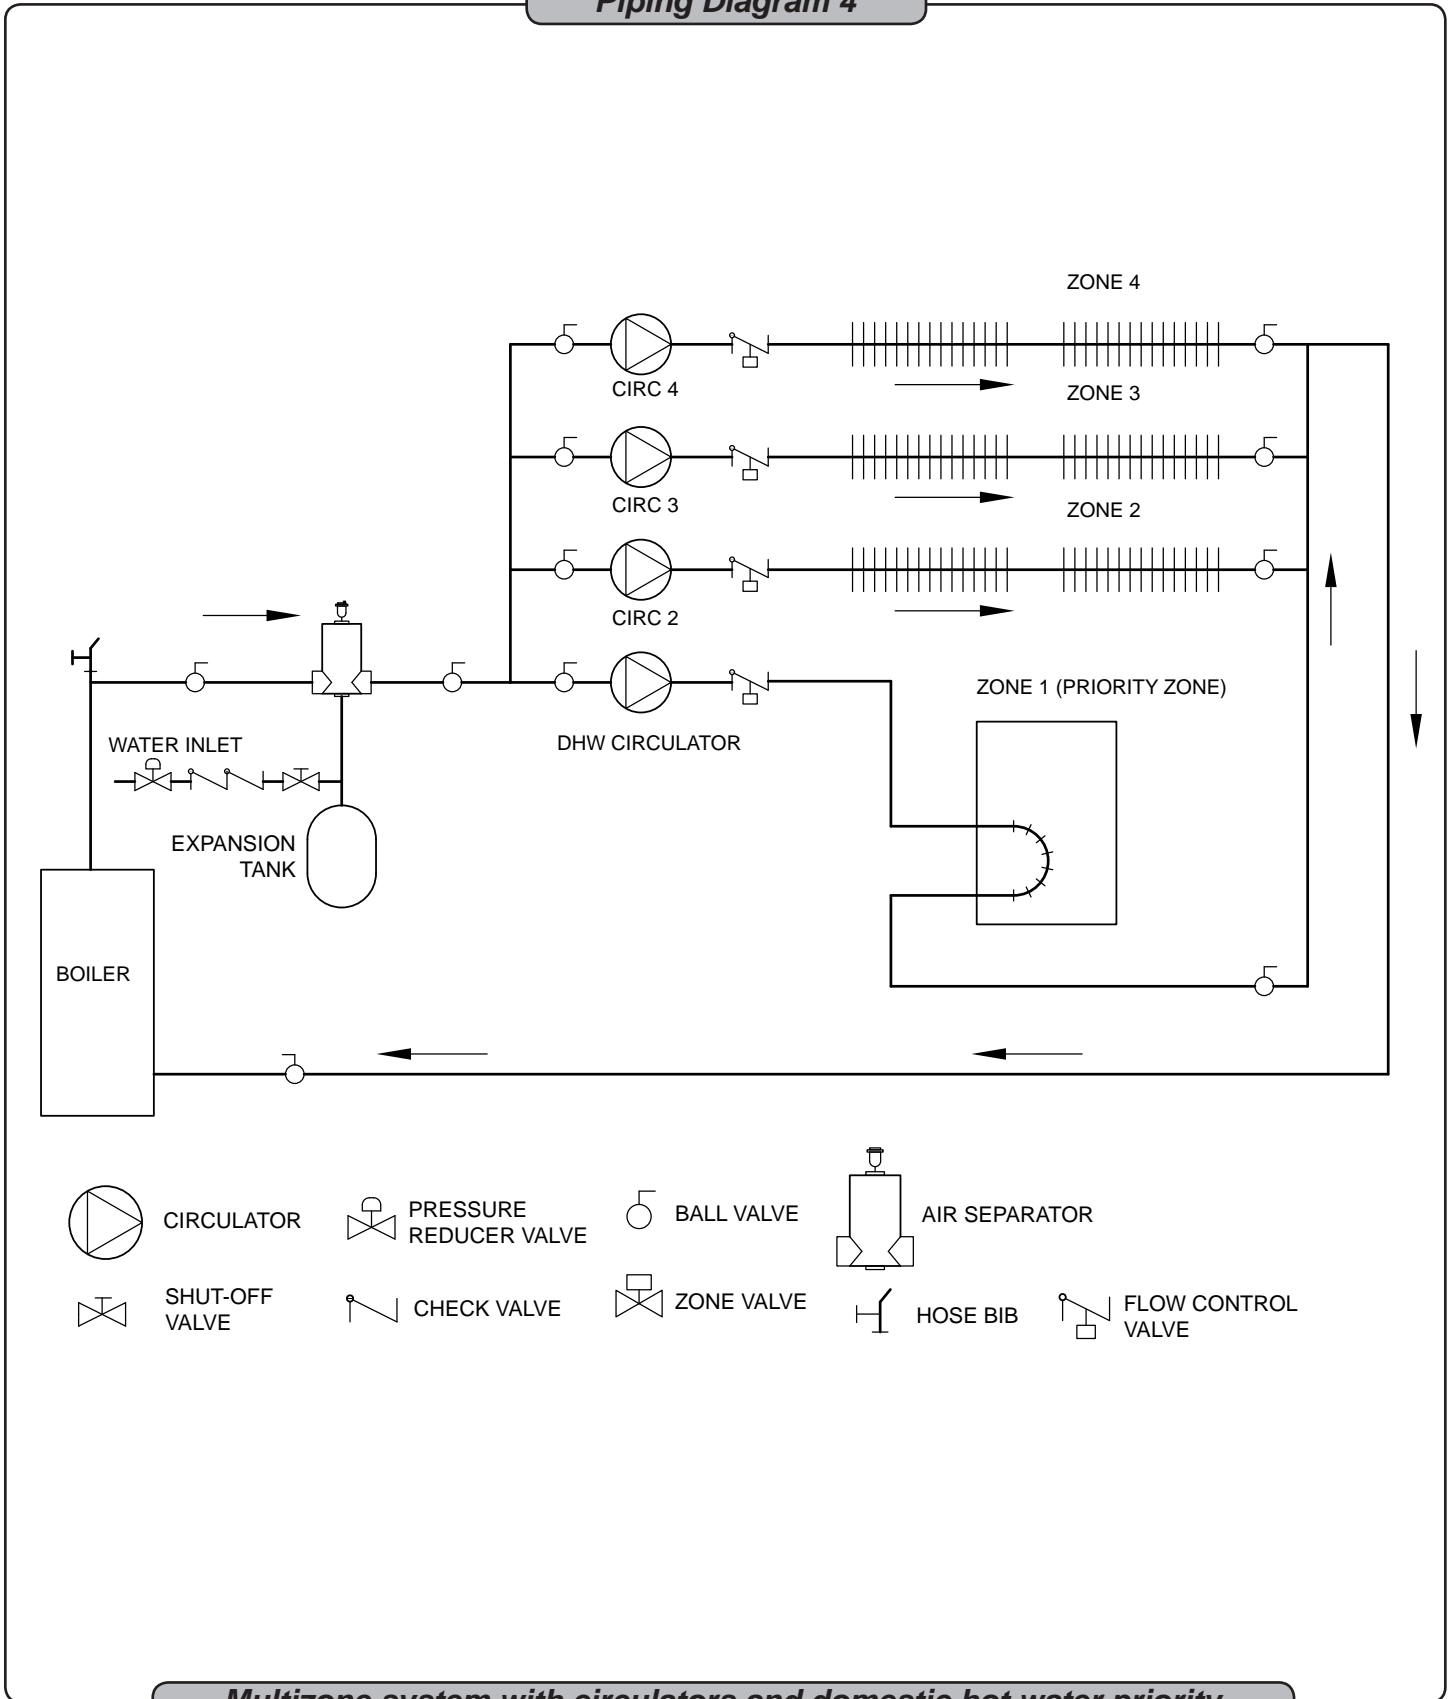 Piping Diagram 4
ZONE 4
CIRC 4
ZONE 3
CIRC 3
ZONE 2
CIRC 2
ZONE 1 (PRIORITY ZONE)
DHW CIRCULATOR
WATER INLET
EXPANSION
TANK
BOILER
CIRCULATOR
PRESSURE
REDUCER VALVE
BALL VALVE
AIR SEPARATOR
SHUT-OFF
VALVE
CHECK VALVE
ZONE VALVE
HOSE BIB
FLOW CONTROL
VALVE
Multizone system with circulators and domestic hot water priority